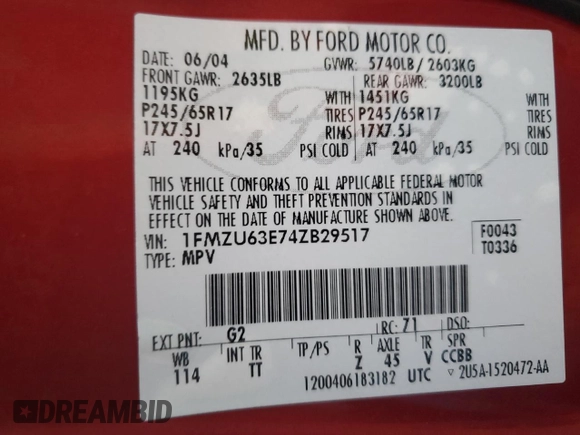 MFD. BY FORD MOTOR CO.
DATE: 06/04 GVWR: 5740LB / 2603KG
FRONT GAWR: 2635LB REAR GAWR: 3200LB
1195KG WITH 1451KG WITH
P245/65R17 TIRES P245/65R17 TIRES
17X7.5J RIMS 17X7.5J RIMS
AT 240 kPa/35 PSI COLD AT 240 kPa/35 PSI COLD
Ford
THIS VEHICLE CONFORMS TO ALL APPLICABLE FEDERAL MOTOR
VEHICLE SAFETY AND THEFT PREVENTION STANDARDS IN
EFFECT ON THE DATE OF MANUFACTURE SHOWN ABOVE.
VIN: 1FMZU63E74ZB29517 F0043
TYPE: MPV T0336
EXT PNT: G2 RC: 71 DSO:
WB INT TR TP/PS R AXLE TR SPR
114 TT Z 45 V CCBB
1200406183182 UTC ▽ 2U5A-1520472-AA
DREAMBID